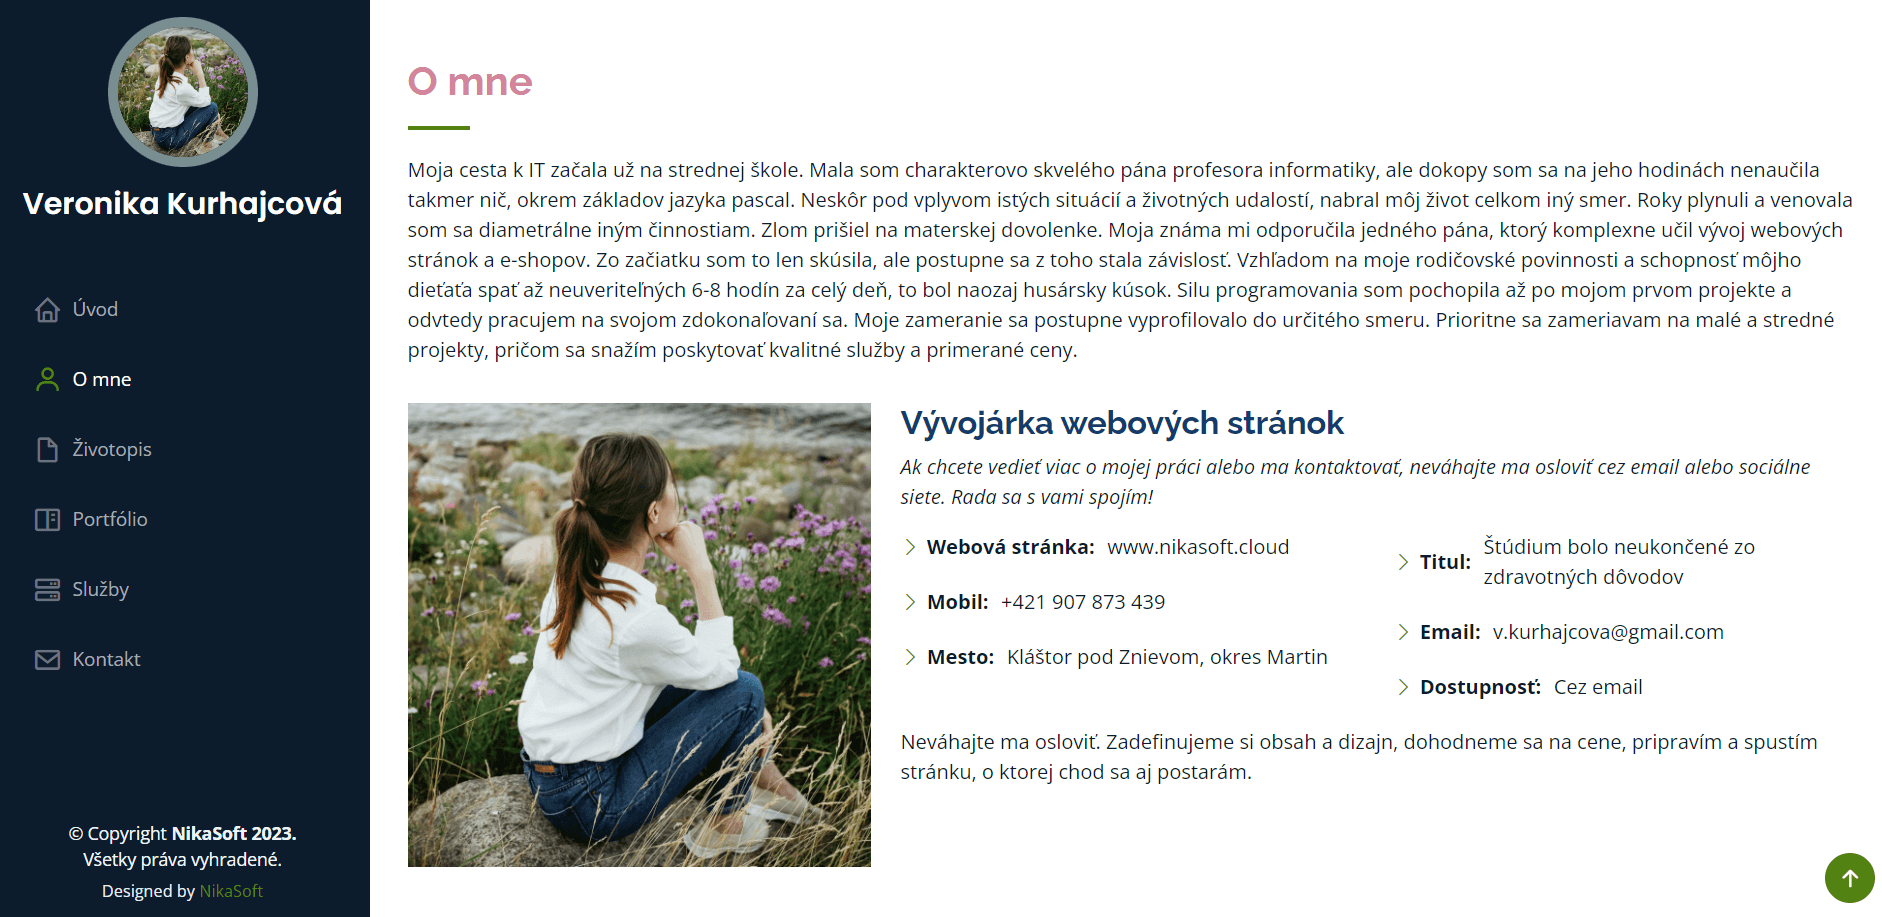 Veronika Kurhajcová
Úvod
O mne
Životopis
Portfólio
Služby
Kontakt
© Copyright NikaSoft 2023.
Všetky práva vyhradené.
Designed by NikaSoft
O mne
Moja cesta k IT začala už na strednej škole. Mala som charakterovo skvelého pána profesora informatiky, ale dokopy som sa na jeho hodinách nenaučila
takmer nič, okrem základov jazyka pascal. Neskôr pod vplyvom istých situácií a životných udalostí, nabral môj život celkom iný smer. Roky plynuli a venovala
som sa diametrálne iným činnostiam. Zlom prišiel na materskej dovolenke. Moja známa mi odporučila jedného pána, ktorý komplexne učil vývoj webových
stránok a e-shopov. Zo začiatku som to len skúsila, ale postupne sa z toho stala závislosť. Vzhľadom na moje rodičovské povinnosti a schopnosť môjho
dieťaťa spať až neuveriteľných 6-8 hodín za celý deň, to bol naozaj husársky kúsok. Silu programovania som pochopila až po mojom prvom projekte a
odvtedy pracujem na svojom zdokonaľovaní sa. Moje zameranie sa postupne vyprofilovalo do určitého smeru. Prioritne sa zameriavam na malé a stredné
projekty, pričom sa snažím poskytovať kvalitné služby a primerané ceny.
Vývojárka webových stránok
Ak chcete vedieť viac o mojej práci alebo ma kontaktovať, neváhajte ma osloviť cez email alebo sociálne
siete. Rada sa s vami spojím!
Webová stránka: www.nikasoft.cloud
Mobil: +421 907 873 439
Mesto: Kláštor pod Znievom, okres Martin
Titul: Štúdium bolo neukončené zo
zdravotných dôvodov
Email: v.kurhajcova@gmail.com
Dostupnosť: Cez email
Neváhajte ma osloviť. Zadefinujeme si obsah a dizajn, dohodneme sa na cene, pripravím a spustím
stránku, o ktorej chod sa aj postarám.